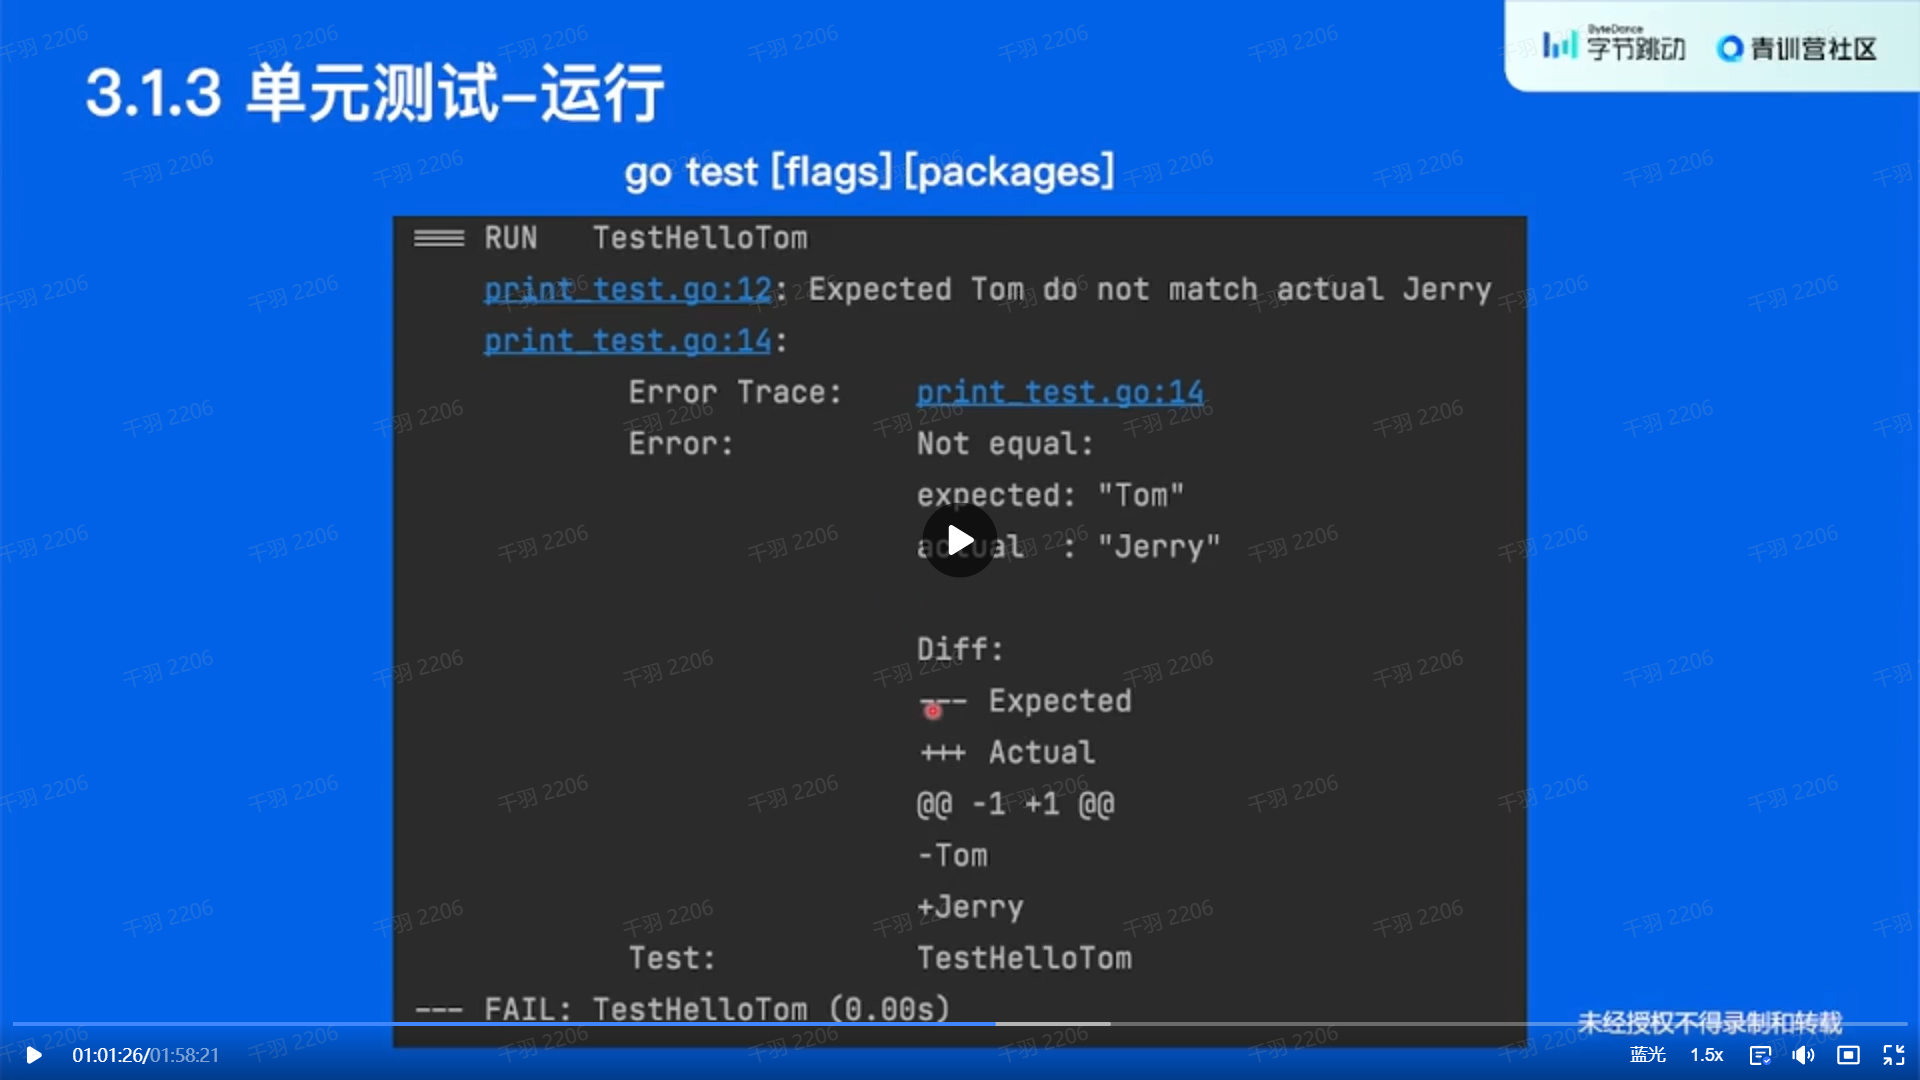 ByteDance
字节跳动 青训营社区
3.1.3 单元测试-运行
go test [flags] [packages]
=== RUN TestHelloTom
print_test.go:12: Expected Tom do not match actual Jerry
print_test.go:14:
Error Trace: print_test.go:14
Error: Not equal:
expected: "Tom"
actual : "Jerry"
Diff:
--- Expected
+++ Actual
@@ -1 +1 @@
-Tom
+Jerry
Test: TestHelloTom
--- FAIL: TestHelloTom (0.00s)
未经授权不得录制和转载
01:01:26/01:58:21 蓝光 1.5x
千羽 2206